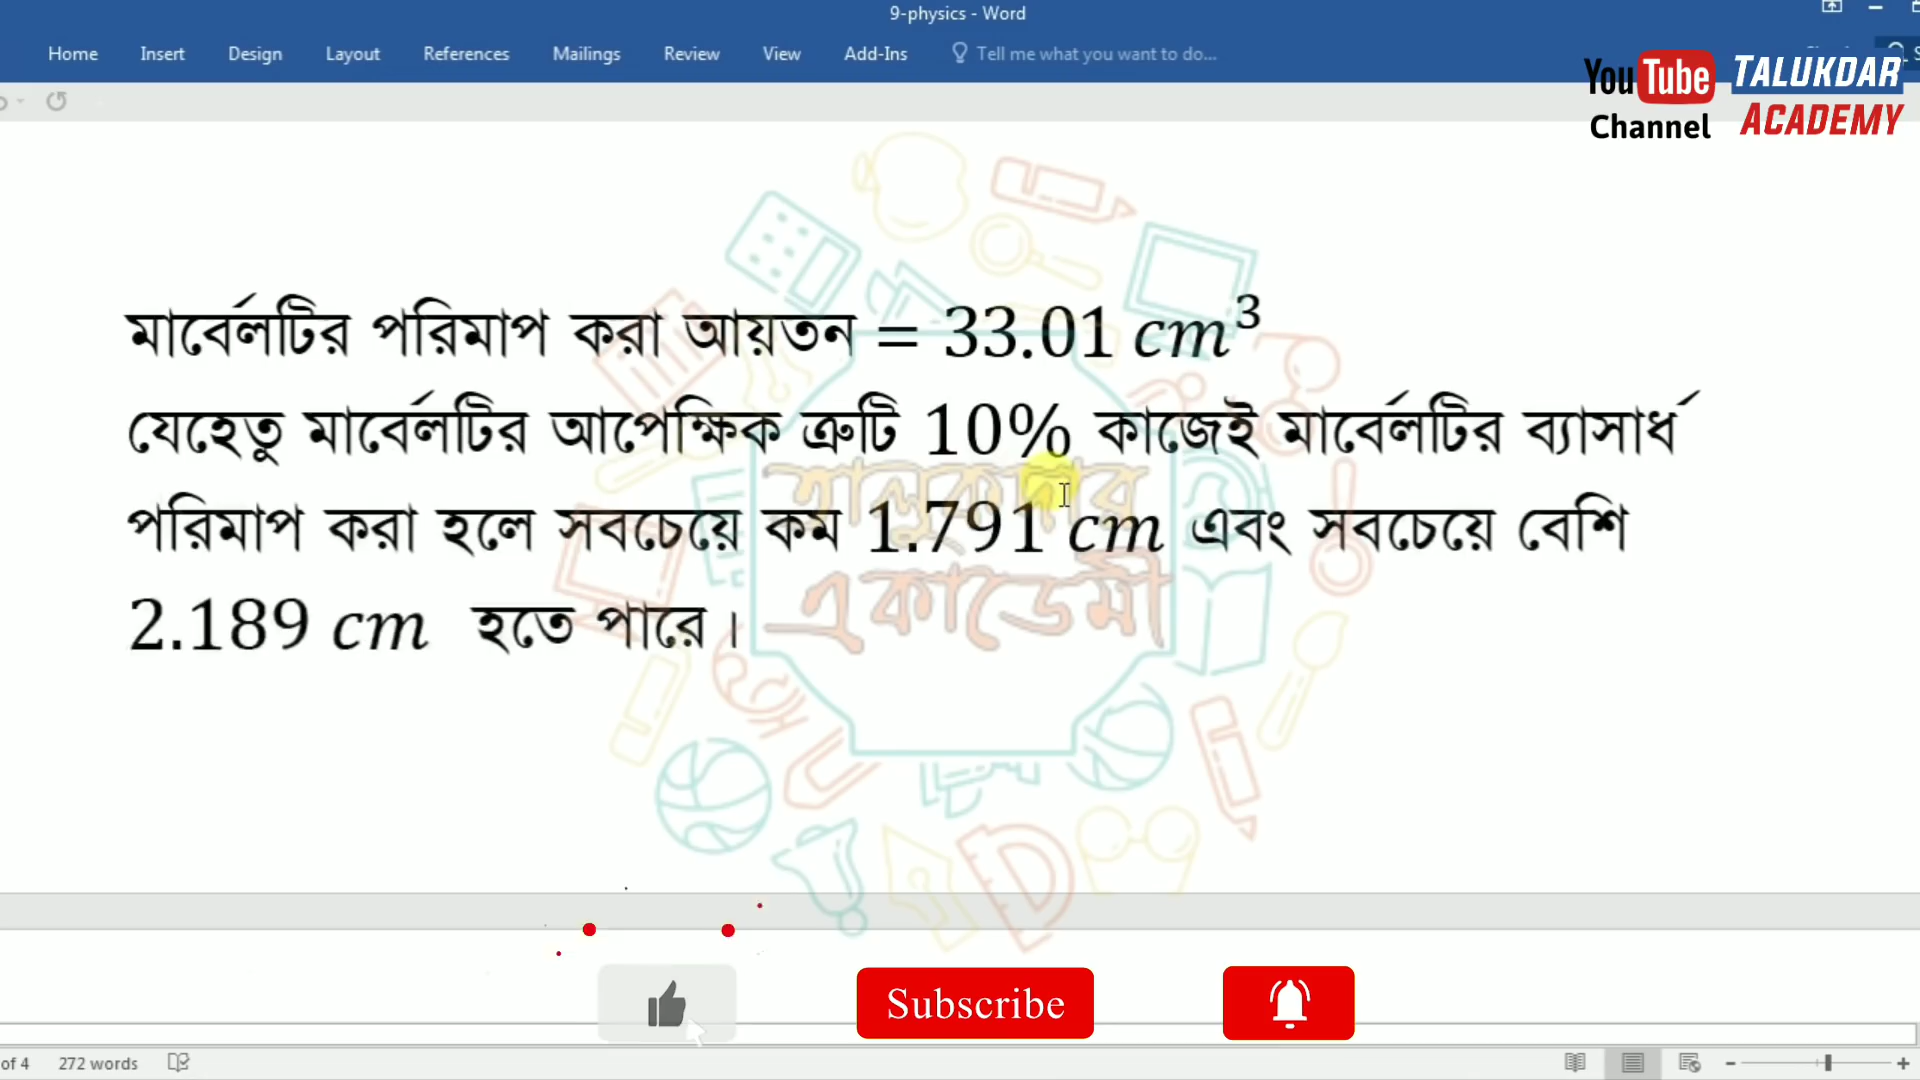 9-physics - Word
Home Insert Design Layout References Mailings Review View Add-Ins Tell me what you want to do...
YouTube TALUKDAR
Channel ACADEMY
মার্বেলটির পরিমাপ করা আয়তন = 33.01 cm³
যেহেতু মার্বেলটির আপেক্ষিক ত্রুটি 10% কাজেই মার্বেলটির ব্যাসার্ধ
পরিমাপ করা হলে সবচেয়ে কম 1.791 cm এবং সবচেয়ে বেশি
2.189 cm হতে পারে।
তালুকদার
একাডেমী
Subscribe
of 4 272 words